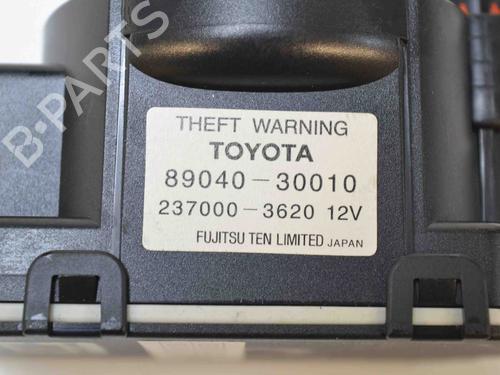 B-PARTS
THEFT WARNING
TOYOTA
89040-30010
237000-3620 12V
FUJITSU TEN LIMITED JAPAN